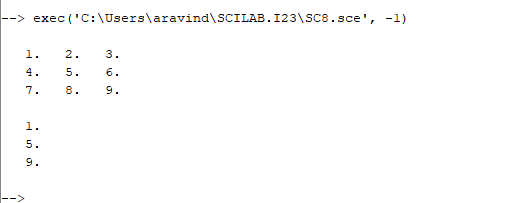 --> exec('C:\Users\aravind\SCILAB.I23\SC8.sce', -1)
1. 2. 3.
4. 5. 6.
7. 8. 9.
1.
5.
9.
-->